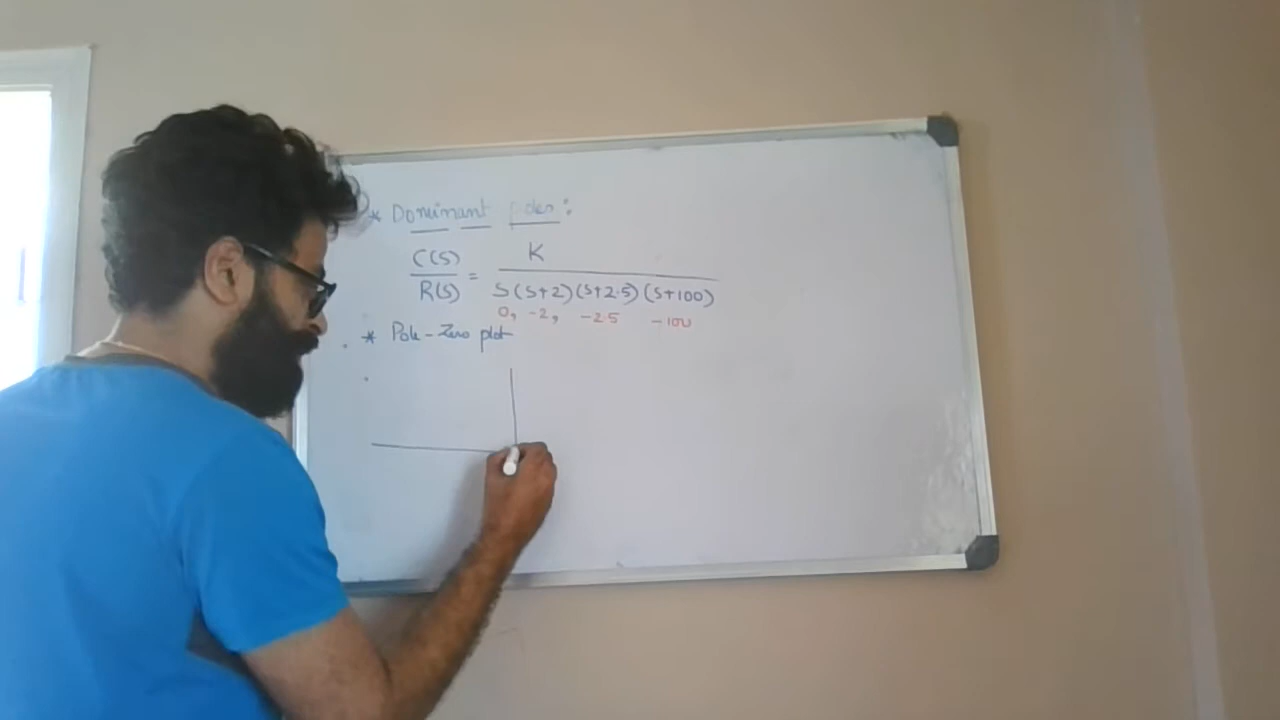 * Dominant poles:
C(S)/R(S) = K / S(S+2)(S+2.5)(S+100)
0, -2, -2.5 -100
* Pole-Zero plot